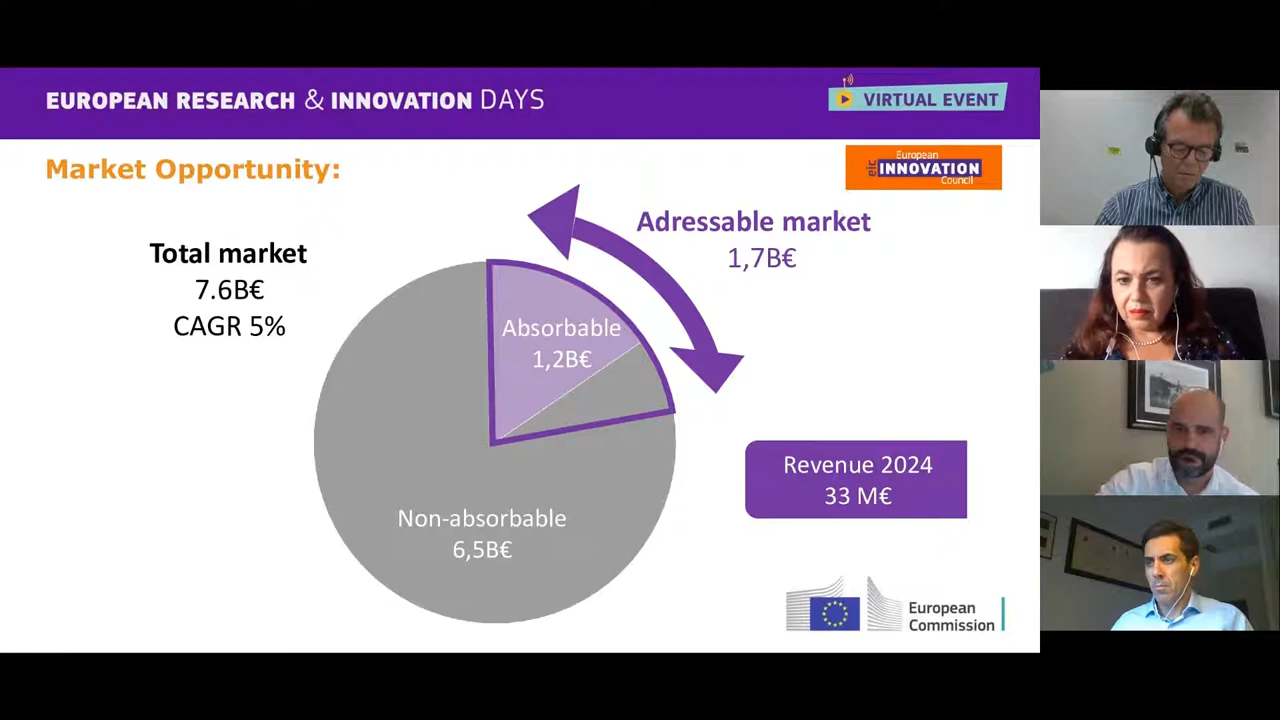 EUROPEAN RESEARCH & INNOVATION DAYS
VIRTUAL EVENT
Market Opportunity:
European
eic INNOVATION
Council
Total market
7.6B€
CAGR 5%
Adressable market
1,7B€
Absorbable
1,2B€
Non-absorbable
6,5B€
Revenue 2024
33 M€
European
Commission